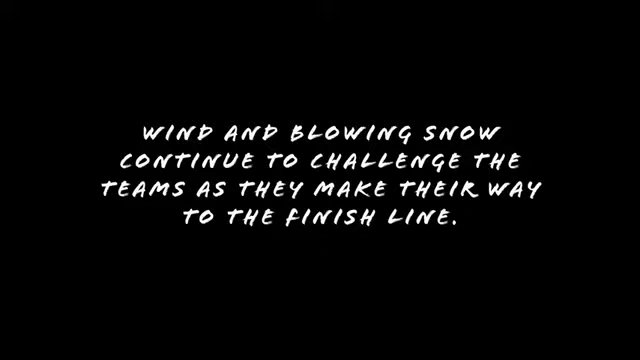 WIND AND BLOWING SNOW
CONTINUE TO CHALLENGE THE
TEAMS AS THEY MAKE THEIR WAY
TO THE FINISH LINE.